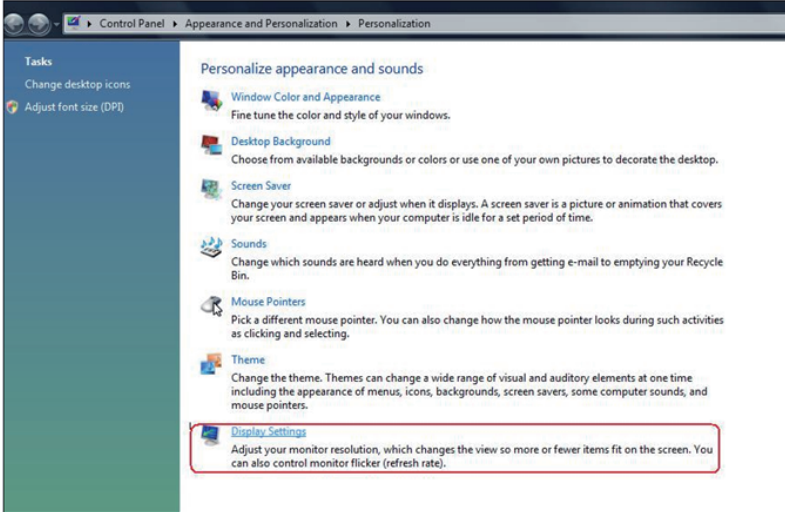 Control Panel ▸ Appearance and Personalization ▸ Personalization
Tasks
Change desktop icons
Adjust font size (DPI)
Personalize appearance and sounds
Window Color and Appearance
Fine tune the color and style of your windows.
Desktop Background
Choose from available backgrounds or colors or use one of your own pictures to decorate the desktop.
Screen Saver
Change your screen saver or adjust when it displays. A screen saver is a picture or animation that covers
your screen and appears when your computer is idle for a set period of time.
Sounds
Change which sounds are heard when you do everything from getting e-mail to emptying your Recycle
Bin.
Mouse Pointers
Pick a different mouse pointer. You can also change how the mouse pointer looks during such activities
as clicking and selecting.
Theme
Change the theme. Themes can change a wide range of visual and auditory elements at one time
including the appearance of menus, icons, backgrounds, screen savers, some computer sounds, and
mouse pointers.
Display Settings
Adjust your monitor resolution, which changes the view so more or fewer items fit on the screen. You
can also control monitor flicker (refresh rate).